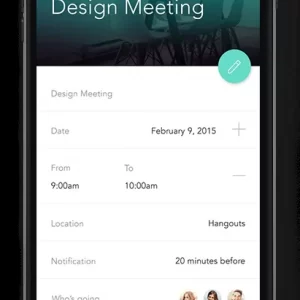 Design Meeting
Design Meeting
Date February 9, 2015
From To
9:00am 10:00am
Location Hangouts
Notification 20 minutes before
Who's going